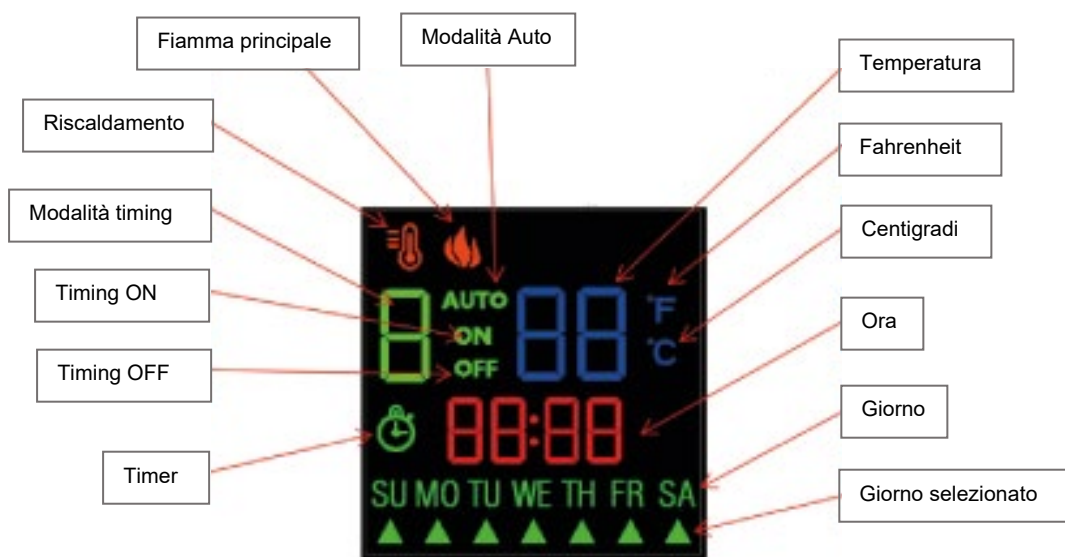 Fiamma principale
Modalità Auto
Temperatura
Riscaldamento
Fahrenheit
Modalità timing
Centigradi
Timing ON
Ora
Timing OFF
Giorno
Timer
Giorno selezionato
8 AUTO 88 °F
ON °C
OFF
88:88
SU MO TU WE TH FR SA